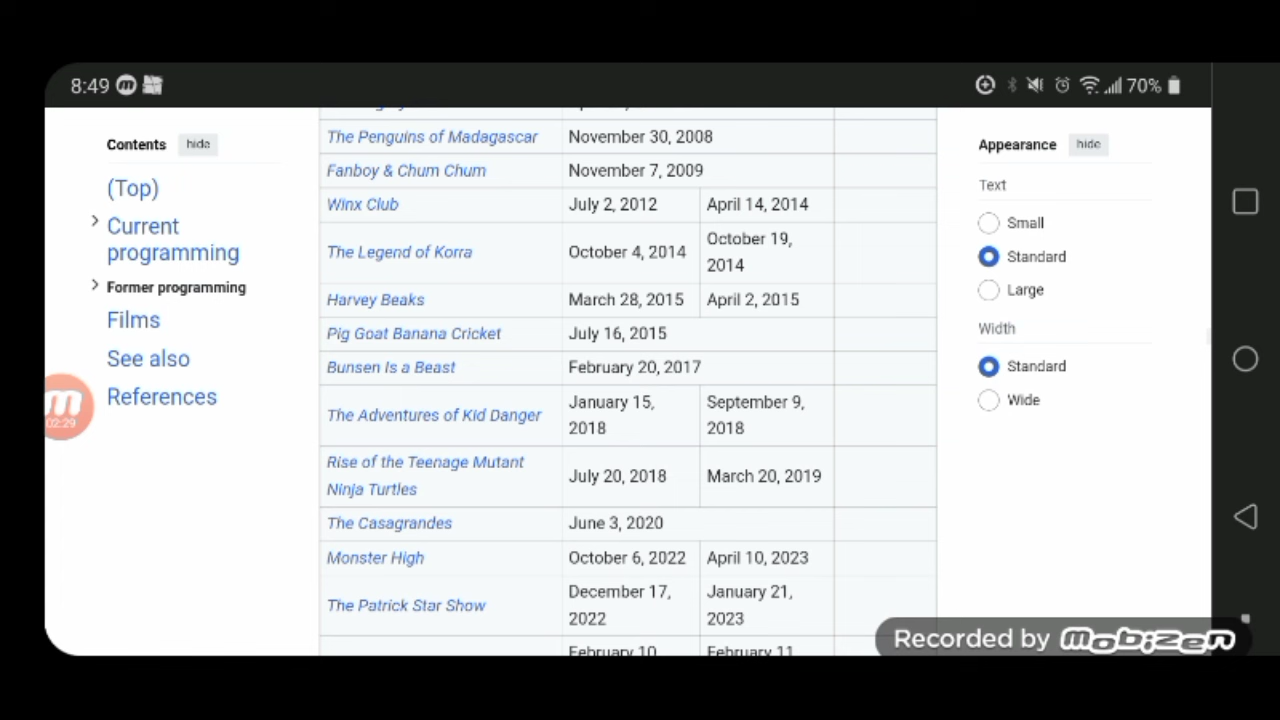 8:49
70%
Contents hide
(Top)
Current
programming
Former programming
Films
See also
References
02:29
The Penguins of Madagascar November 30, 2008
Fanboy & Chum Chum November 7, 2009
Winx Club July 2, 2012 April 14, 2014
The Legend of Korra October 4, 2014 October 19,
2014
Harvey Beaks March 28, 2015 April 2, 2015
Pig Goat Banana Cricket July 16, 2015
Bunsen Is a Beast February 20, 2017
The Adventures of Kid Danger January 15,
2018 September 9,
2018
Rise of the Teenage Mutant
Ninja Turtles July 20, 2018 March 20, 2019
The Casagrandes June 3, 2020
Monster High October 6, 2022 April 10, 2023
The Patrick Star Show December 17,
2022 January 21,
2023
February 10 February 11
Appearance hide
Text
Small
Standard
Large
Width
Standard
Wide
Recorded by Mobizen